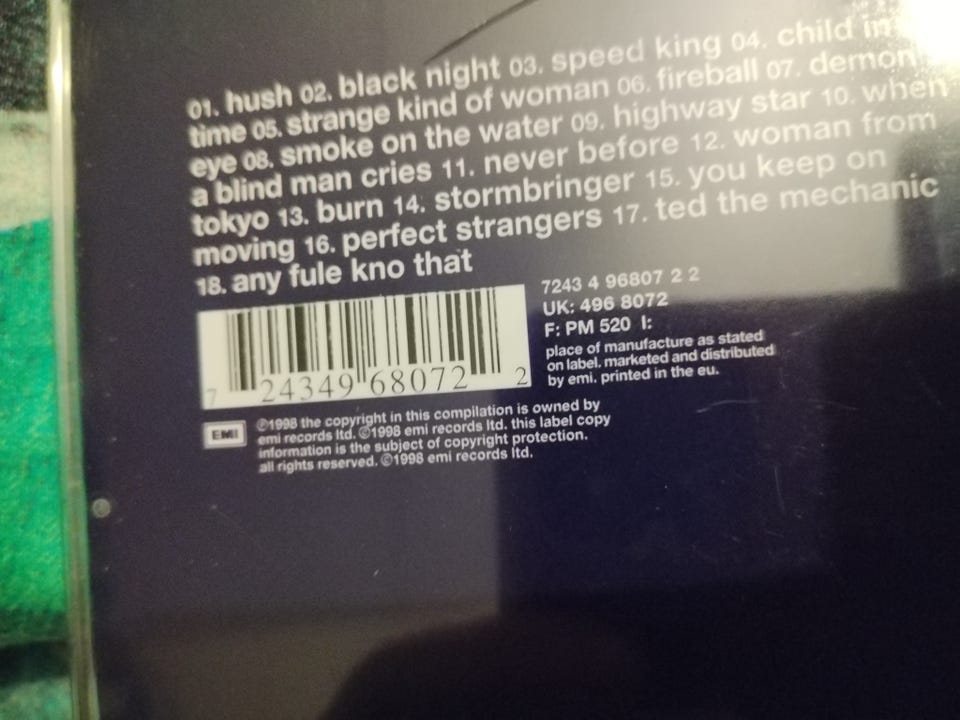 01. hush 02. black night 03. speed king 04. child in
time 05. strange kind of woman 06. fireball 07. demon
eye 08. smoke on the water 09. highway star 10. when
a blind man cries 11. never before 12. woman from
tokyo 13. burn 14. stormbringer 15. you keep on
moving 16. perfect strangers 17. ted the mechanic
18. any fule kno that
7243 4 96807 2 2
UK: 496 8072
F: PM 520 I:
place of manufacture as stated
on label. marketed and distributed
by emi. printed in the eu.
7 24349 68072 2
EMI
℗1998 the copyright in this compilation is owned by
emi records ltd. ©1998 emi records ltd. this label copy
information is the subject of copyright protection.
all rights reserved. ©1998 emi records ltd.